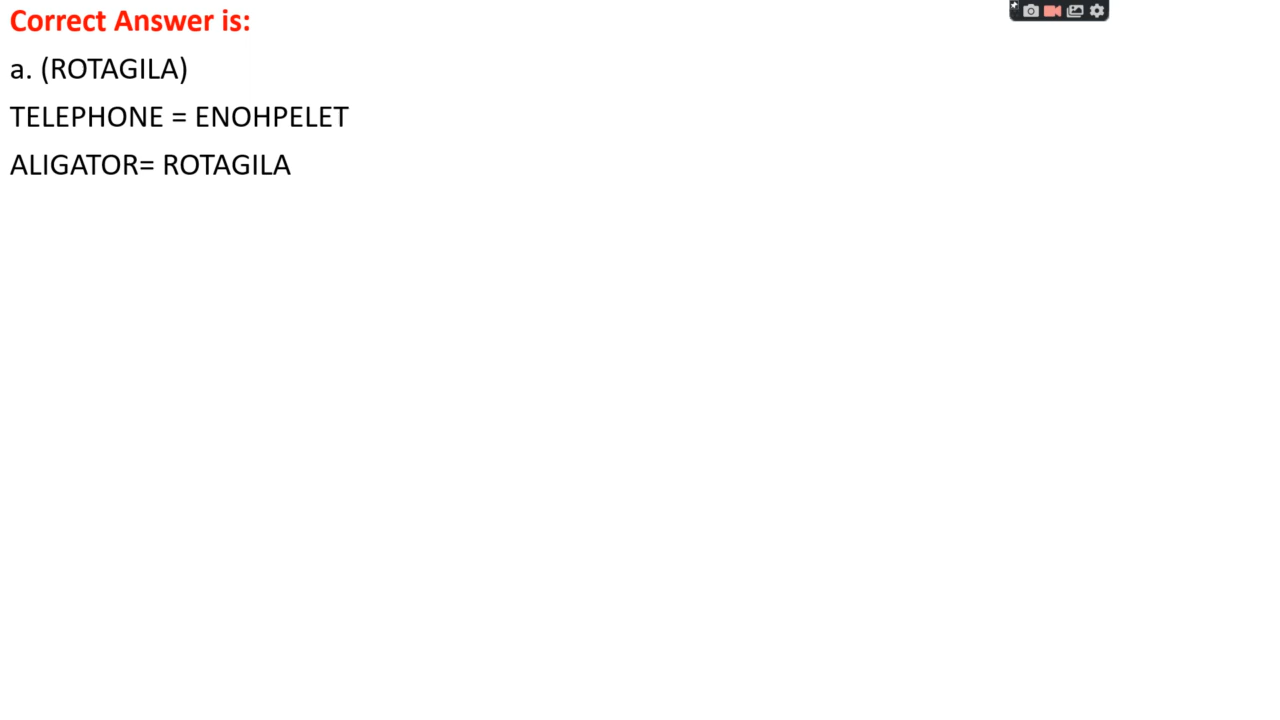 Correct Answer is:
a. (ROTAGILA)
TELEPHONE = ENOHPELET
ALIGATOR= ROTAGILA